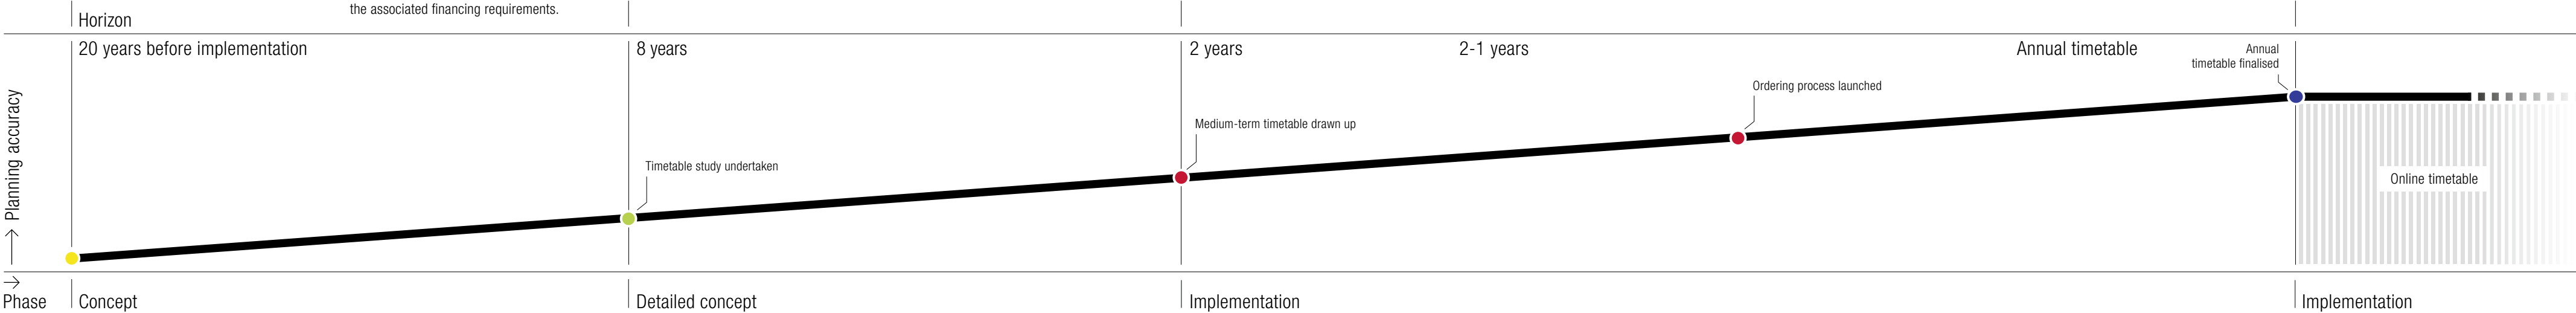 the associated financing requirements.
Horizon
20 years before implementation
8 years
2 years
2-1 years
Annual timetable
Annual
timetable finalised
Ordering process launched
Medium-term timetable drawn up
Timetable study undertaken
Planning accuracy
Online timetable
Phase
Concept
Detailed concept
Implementation
Implementation